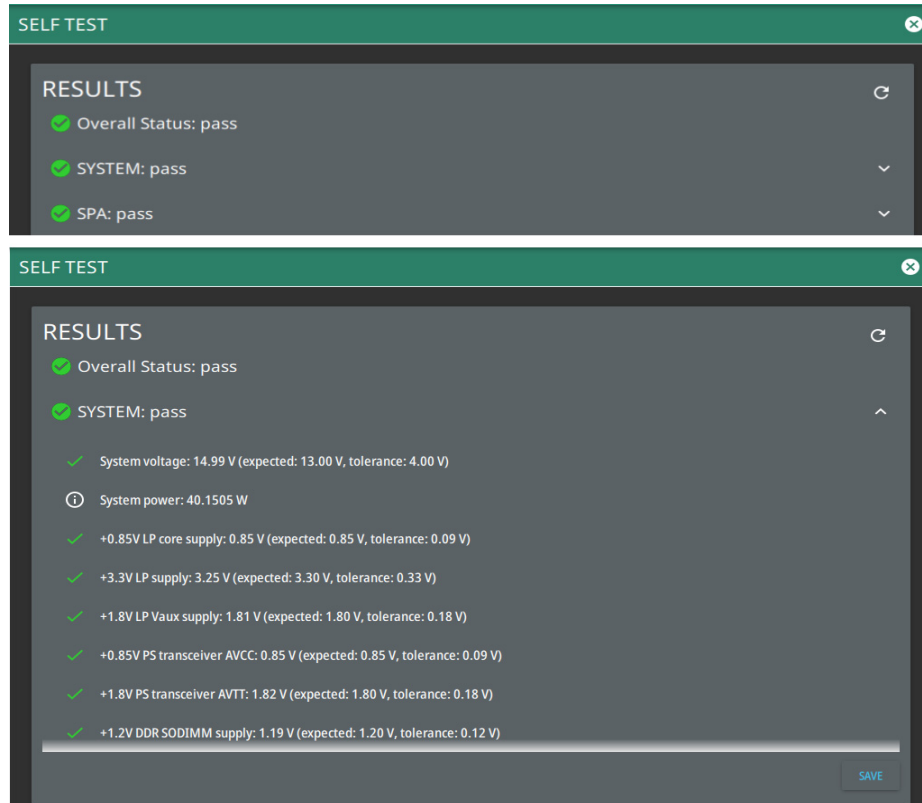 SELF TEST
RESULTS
Overall Status: pass
SYSTEM: pass
SPA: pass
SELF TEST
RESULTS
Overall Status: pass
SYSTEM: pass
System voltage: 14.99 V (expected: 13.00 V, tolerance: 4.00 V)
System power: 40.1505 W
+0.85V LP core supply: 0.85 V (expected: 0.85 V, tolerance: 0.09 V)
+3.3V LP supply: 3.25 V (expected: 3.30 V, tolerance: 0.33 V)
+1.8V LP Vaux supply: 1.81 V (expected: 1.80 V, tolerance: 0.18 V)
+0.85V PS transceiver AVCC: 0.85 V (expected: 0.85 V, tolerance: 0.09 V)
+1.8V PS transceiver AVTT: 1.82 V (expected: 1.80 V, tolerance: 0.18 V)
+1.2V DDR SODIMM supply: 1.19 V (expected: 1.20 V, tolerance: 0.12 V)
SAVE